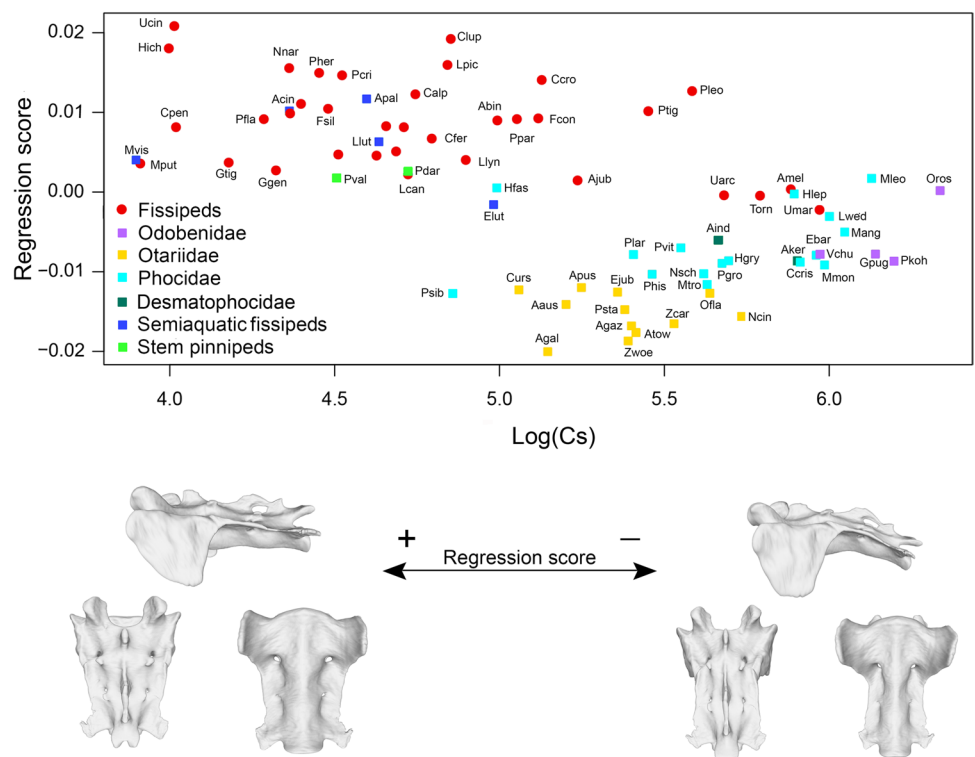 0.02
0.01
0.00
−0.01
−0.02
Regression score
Ucin
Hich
Clup
Nnar
Pher
Pcri
Lpic
Ccro
Pleo
Cpen
Acin
Apal
Calp
Pfla
Fsil
Abin
Ptig
Ppar
Fcon
Llut
Cfer
Mvis
Mput
Gtig
Ggen
Pval
Pdar
Lcan
Llyn
Hfas
Elut
Ajub
Uarc
Torn
Amel
Hlep
Umar
Mleo
Oros
Lwed
Mang
Aind
Plar
Pvit
Hgry
Aker
Ebar
Vchu
Gpug
Pkoh
Ccris
Mmon
Psib
Phis
Nsch
Mtro
Pgro
Curs
Apus
Ejub
Ofla
Aaus
Psta
Agaz
Atow
Zcar
Ncin
Agal
Zwoe
Fissipeds
Odobenidae
Otariidae
Phocidae
Desmatophocidae
Semiaquatic fissipeds
Stem pinnipeds
4.0 4.5 5.0 5.5 6.0
Log(Cs)
+ −
Regression score